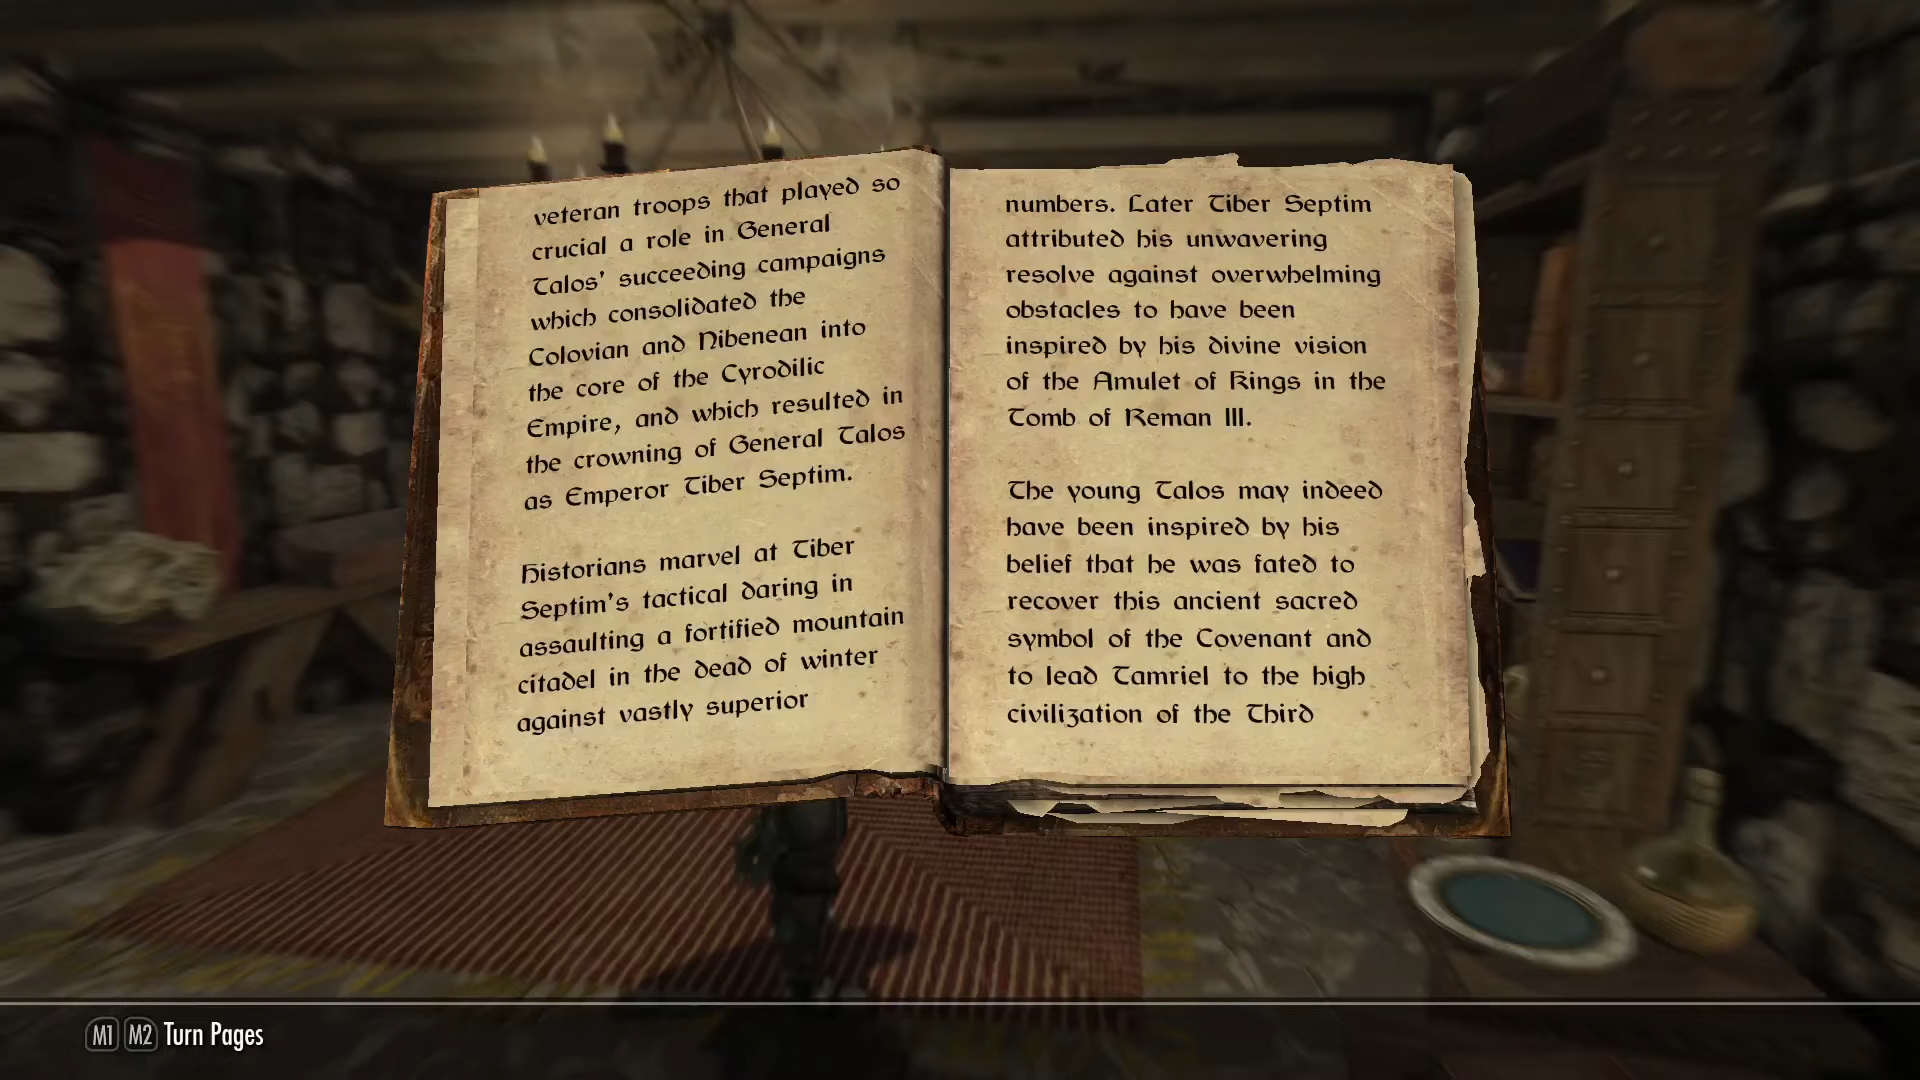 veteran troops that played so
crucial a role in General
Talos' succeeding campaigns
which consolidated the
Colovian and Nibenean into
the core of the Cyrodilic
Empire, and which resulted in
the crowning of General Talos
as Emperor Tiber Septim.
Historians marvel at Tiber
Septim's tactical daring in
assaulting a fortified mountain
citadel in the dead of winter
against vastly superior
numbers. Later Tiber Septim
attributed his unwavering
resolve against overwhelming
obstacles to have been
inspired by his divine vision
of the Amulet of Kings in the
Tomb of Reman III.
The young Talos may indeed
have been inspired by his
belief that he was fated to
recover this ancient sacred
symbol of the Covenant and
to lead Tamriel to the high
civilization of the Third
M1 M2 Turn Pages